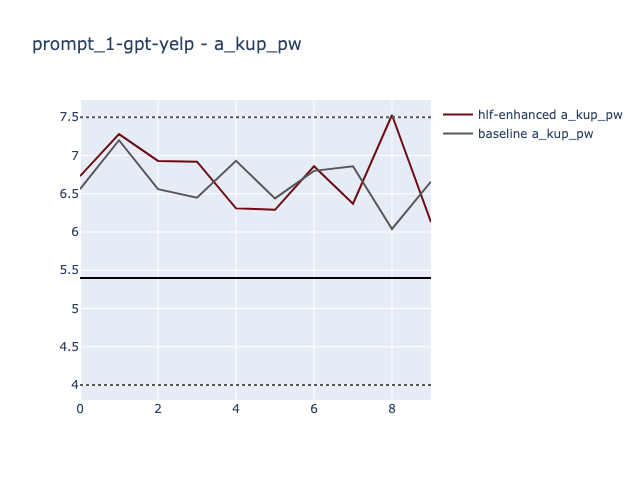 prompt_1-gpt-yelp - a_kup_pw
hlf-enhanced a_kup_pw
baseline a_kup_pw
7.5
7
6.5
6
5.5
5
4.5
4
0 2 4 6 8